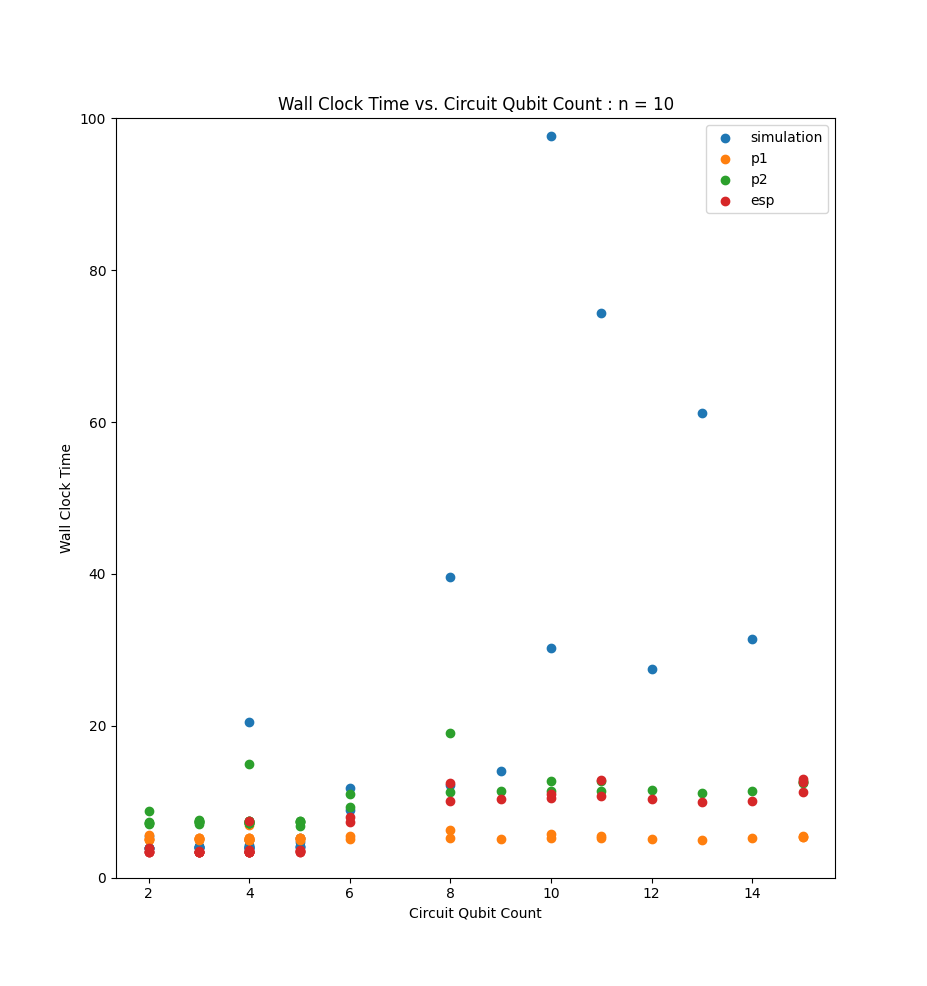 Wall Clock Time vs. Circuit Qubit Count : n = 10
100
80
60
40
20
0
Wall Clock Time
simulation
p1
p2
esp
2
4
6
8
10
12
14
Circuit Qubit Count